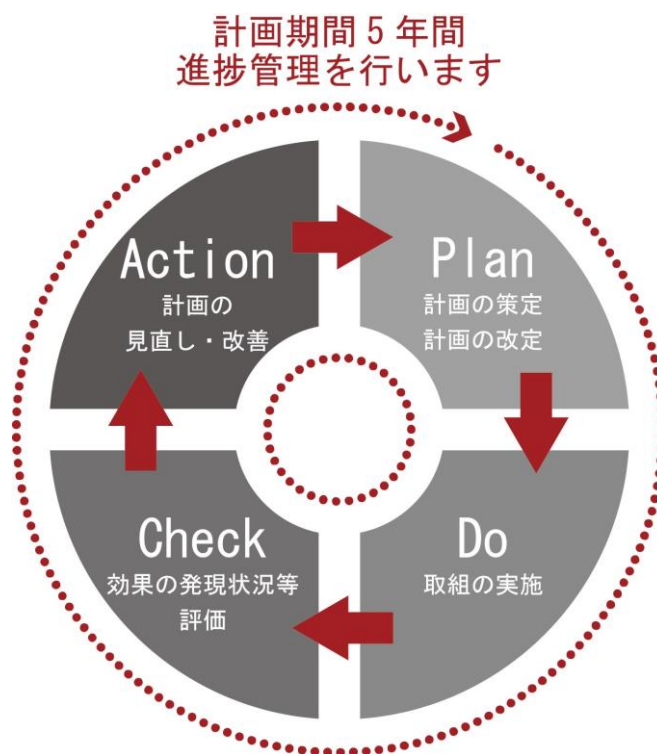 計画期間５年間
進捗管理を行います
Action
計画の
見直し・改善
Plan
計画の策定
計画の改定
Check
効果の発現状況等
評価
Do
取組の実施